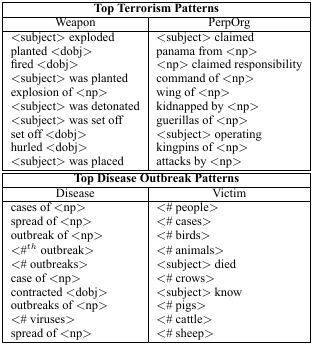 Top Terrorism Patterns
Weapon PerpOrg
<subject> exploded <subject> claimed
planted <dobj> panama from <np>
fired <dobj> <np> claimed responsibility
<subject> was planted command of <np>
explosion of <np> wing of <np>
<subject> was detonated kidnapped by <np>
<subject> was set off guerillas of <np>
set off <dobj> <subject> operating
hurled <dobj> kingpins of <np>
<subject> was placed attacks by <np>
Top Disease Outbreak Patterns
Disease Victim
cases of <np> <# people>
spread of <np> <# cases>
outbreak of <np> <# birds>
<#th outbreak> <# animals>
<# outbreaks> <subject> died
case of <np> <# crows>
contracted <dobj> <subject> know
outbreaks of <np> <# pigs>
<# viruses> <# cattle>
spread of <np> <# sheep>